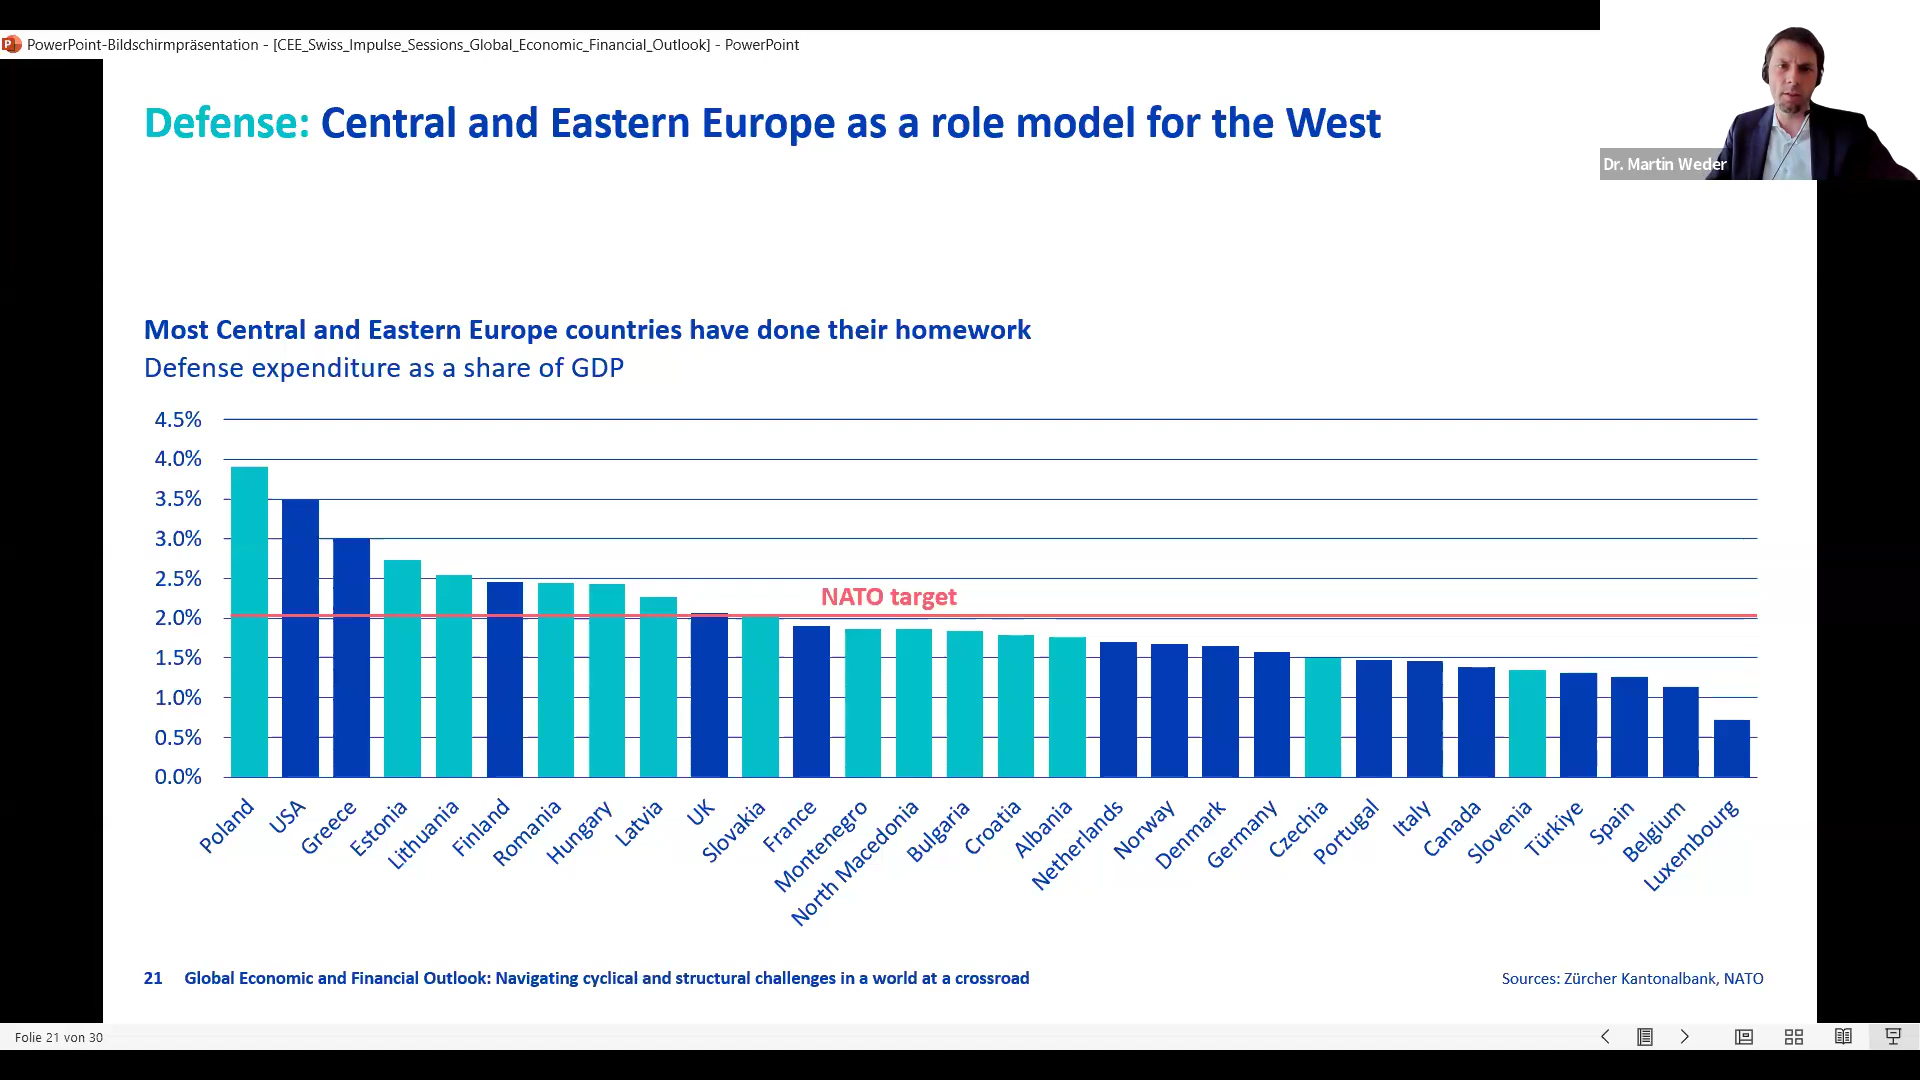 PowerPoint-Bildschirmpräsentation - [CEE_Swiss_Impulse_Sessions_Global_Economic_Financial_Outlook] - PowerPoint
Defense: Central and Eastern Europe as a role model for the West
Dr. Martin Weder
Most Central and Eastern Europe countries have done their homework
Defense expenditure as a share of GDP
4.5%
4.0%
3.5%
3.0%
2.5%
NATO target
2.0%
1.5%
1.0%
0.5%
0.0%
Poland
USA
Greece
Estonia
Lithuania
Finland
Romania
Hungary
Latvia
UK
Slovakia
France
Montenegro
North Macedonia
Bulgaria
Croatia
Albania
Netherlands
Norway
Denmark
Germany
Czechia
Portugal
Italy
Canada
Slovenia
Türkiye
Spain
Belgium
Luxembourg
21 Global Economic and Financial Outlook: Navigating cyclical and structural challenges in a world at a crossroad
Sources: Zürcher Kantonalbank, NATO
Folie 21 von 30